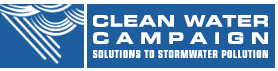 CLEAN WATER
CAMPAIGN
SOLUTIONS TO STORMWATER POLLUTION